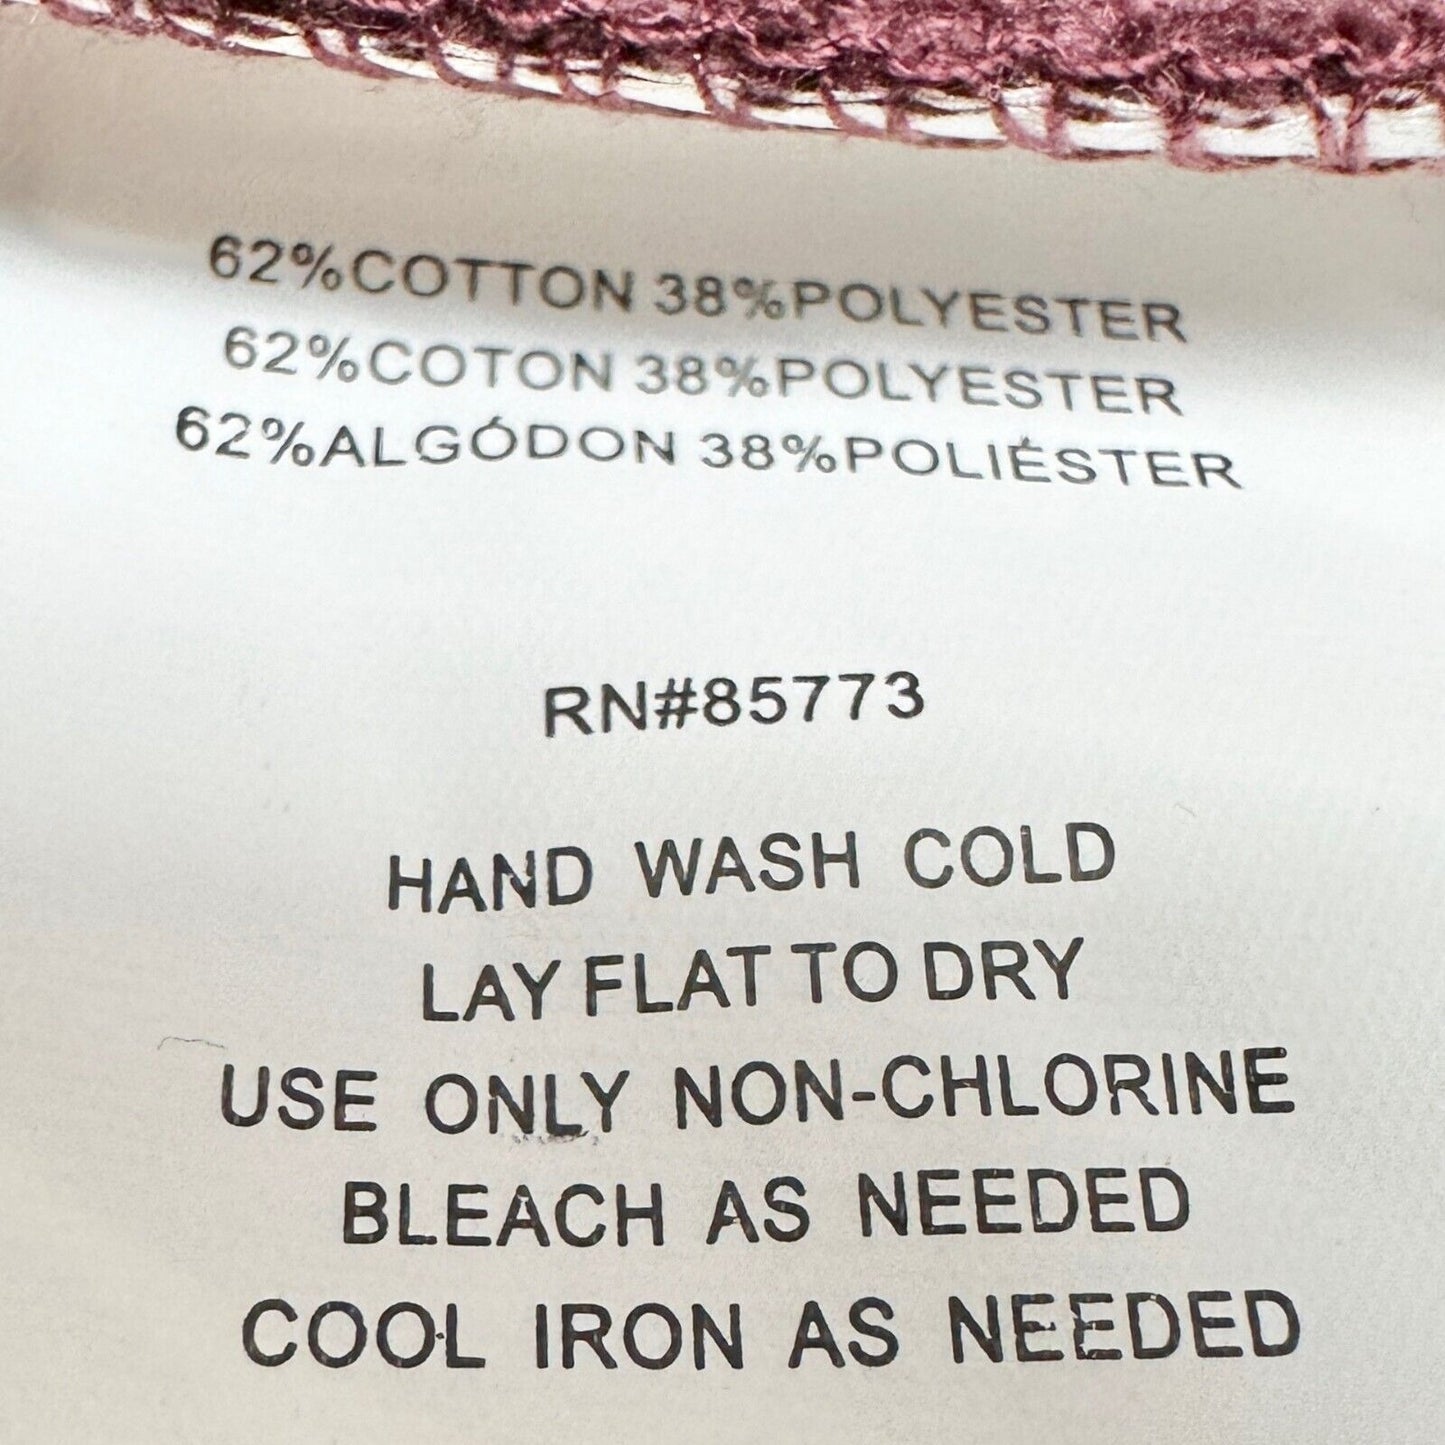 62%COTTON 38%POLYESTER
62%COTON 38%POLYESTER
62%ALGÓDON 38%POLIÉSTER
RN#85773
HAND WASH COLD
LAY FLAT TO DRY
USE ONLY NON-CHLORINE
BLEACH AS NEEDED
COOL IRON AS NEEDED